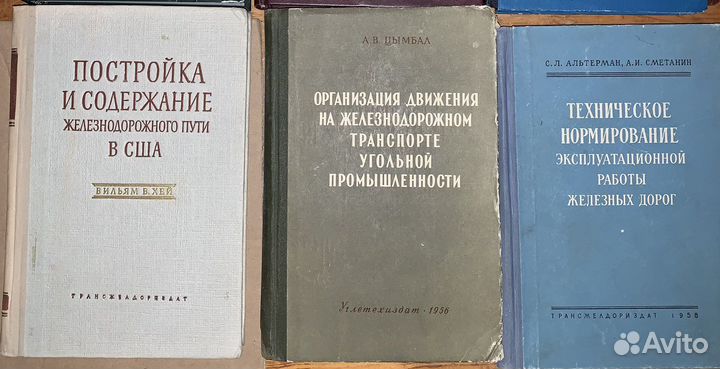 ПОСТРОЙКА
И СОДЕРЖАНИЕ
ЖЕЛЕЗНОДОРОЖНОГО ПУТИ
В США
ВИЛЬЯМ В. ХЕЙ
ТРАНСЖЕЛДОРИЗДАТ
А. В. ЦЫМБАЛ
ОРГАНИЗАЦИЯ ДВИЖЕНИЯ
НА ЖЕЛЕЗНОДОРОЖНОМ
ТРАНСПОРТЕ
УГОЛЬНОЙ
ПРОМЫШЛЕННОСТИ
Углетехиздат · 1956
С. Л. АЛЬТЕРМАН, А. И. СМЕТАНИН
ТЕХНИЧЕСКОЕ
НОРМИРОВАНИЕ
ЭКСПЛУАТАЦИОННОЙ
РАБОТЫ
ЖЕЛЕЗНЫХ ДОРОГ
ТРАНСЖЕЛДОРИЗДАТ 1958
Avito